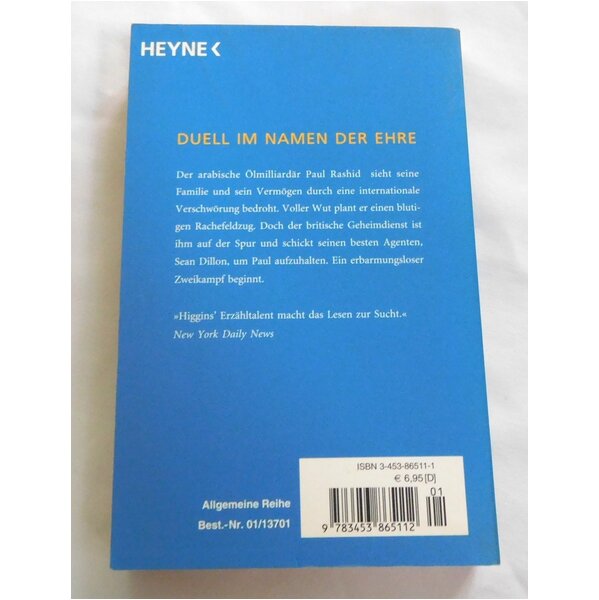 HEYNE<
DUELL IM NAMEN DER EHRE
Der arabische Ölmilliardär Paul Rashid sieht seine
Familie und sein Vermögen durch eine internationale
Verschwörung bedroht. Voller Wut plant er einen bluti-
gen Rachefeldzug. Doch der britische Geheimdienst ist
ihm auf der Spur und schickt seinen besten Agenten,
Sean Dillon, um Paul aufzuhalten. Ein erbarmungsloser
Zweikampf beginnt.
»Higgins' Erzähltalent macht das Lesen zur Sucht.«
New York Daily News
ISBN 3-453-86511-1
€ 6,95 [D]
01
9 783453 865112
Allgemeine Reihe
Best.-Nr. 01/13701